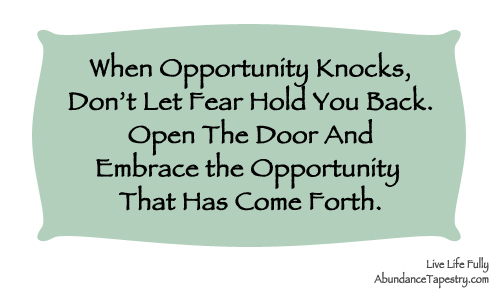 When Opportunity Knocks,
Don’t Let Fear Hold You Back.
Open The Door And
Embrace the Opportunity
That Has Come Forth.
Live Life Fully
AbundanceTapestry.com